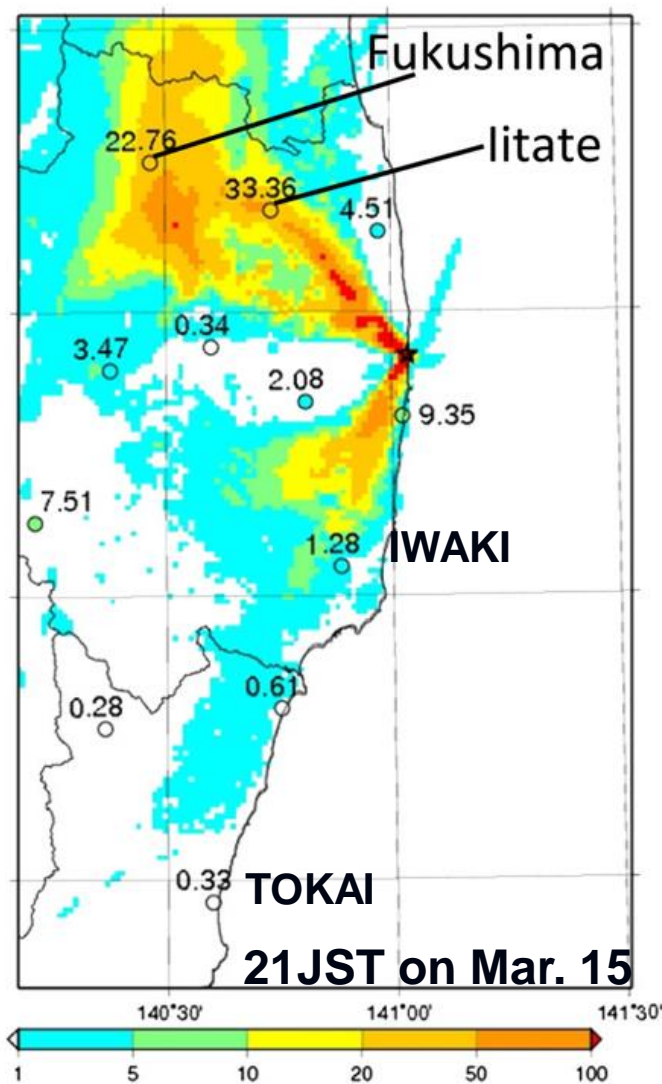 Fukushima
22.76
Iitate
33.36
4.51
0.34
3.47
2.08
9.35
7.51
1.28 IWAKI
0.61
0.28
0.33 TOKAI
21JST on Mar. 15
140°30' 141°00' 141°30'
1 5 10 20 50 100